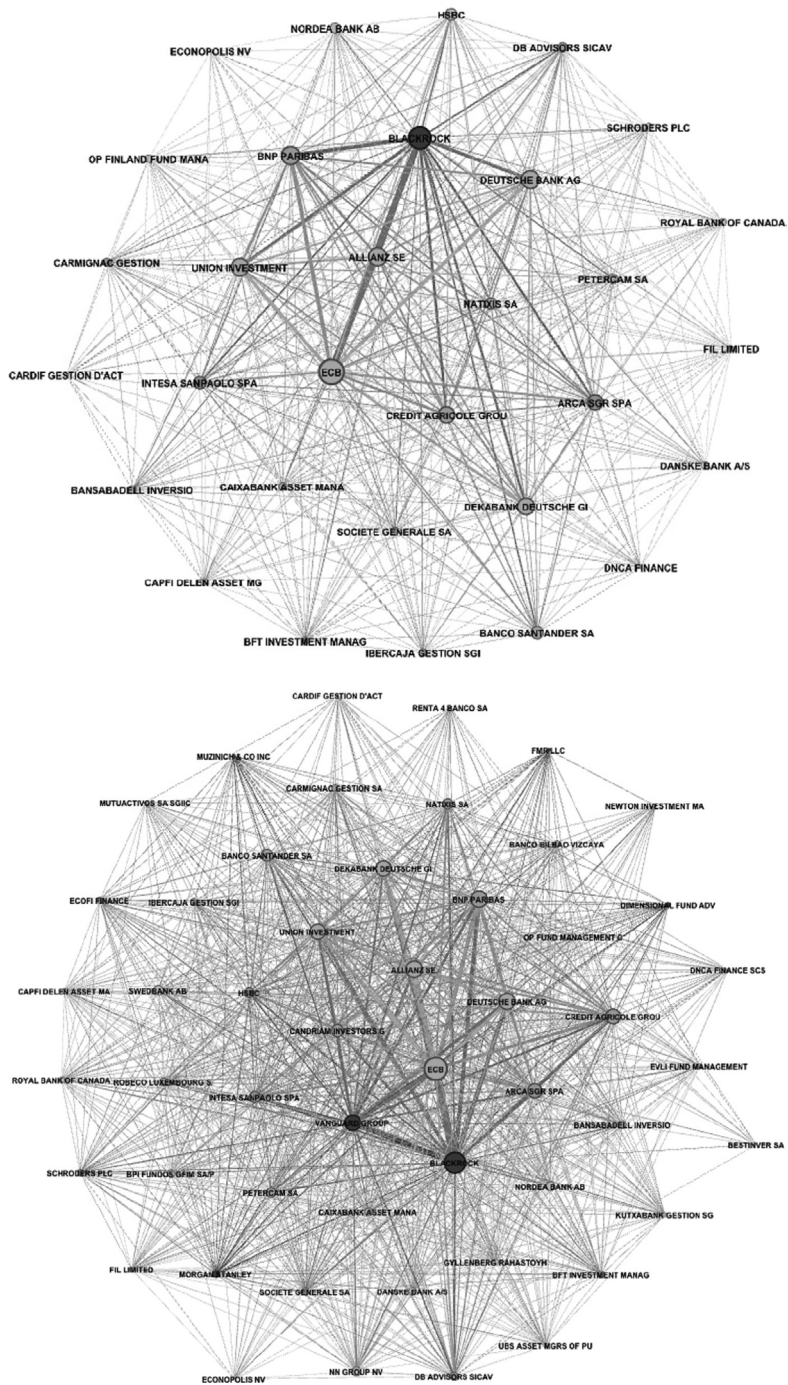 HSBC
NORDEA BANK AB
DB ADVISORS SICAV
ECONOPOLIS NV
SCHRODERS PLC
BLACKROCK
BNP PARIBAS
OP FINLAND FUND MANA
DEUTSCHE BANK AG
ROYAL BANK OF CANADA
ALLIANZ SE
CARMIGNAC GESTION
UNION INVESTMENT
PETERCAM SA
NATIXIS SA
FIL LIMITED
ECB
CARDIF GESTION D'ACT
INTESA SANPAOLO SPA
ARCA SGR SPA
CREDIT AGRICOLE GROU
DANSKE BANK A/S
CAIXABANK ASSET MANA
BANSABADELL INVERSIO
DEKABANK DEUTSCHE GI
SOCIETE GENERALE SA
DNCA FINANCE
CAPFI DELEN ASSET MG
BANCO SANTANDER SA
BFT INVESTMENT MANAG
IBERCAJA GESTION SGI
CARDIF GESTION D'ACT
RENTA 4 BANCO SA
FMR LLC
MUZINICH & CO INC
CARMIGNAC GESTION SA
MUTUACTIVOS SA SGIIC
NATIXIS SA
NEWTON INVESTMENT MA
BANCO BILBAO VIZCAYA
BANCO SANTANDER SA
DEKABANK DEUTSCHE GI
ECOFI FINANCE
IBERCAJA GESTION SGI
BNP PARIBAS
DIMENSIONAL FUND ADV
UNION INVESTMENT
OP FUND MANAGEMENT C
ALLIANZ SE
DNCA FINANCE SCS
CAPFI DELEN ASSET MA
SWEDBANK AB
HSBC
DEUTSCHE BANK AG
CREDIT AGRICOLE GROU
CANDRIAM INVESTORS G
ECB
EVLI FUND MANAGEMENT
ROYAL BANK OF CANADA
ROBECO LUXEMBOURG S
INTESA SANPAOLO SPA
ARCA SGR SPA
VANGUARD GROUP
BANSABADELL INVERSIO
BESTINVER SA
BLACKROCK
SCHRODERS PLC
BPI FUNDOS GFIM SA/P
PETERCAM SA
NORDEA BANK AB
CAIXABANK ASSET MANA
KUTXABANK GESTION SG
GYLLENBERG RAHASTOYH
FIL LIMITED
MORGAN STANLEY
BFT INVESTMENT MANAG
SOCIETE GENERALE SA
DANSKE BANK A/S
UBS ASSET MGRS OF PU
NN GROUP NV
DB ADVISORS SICAV
ECONOPOLIS NV